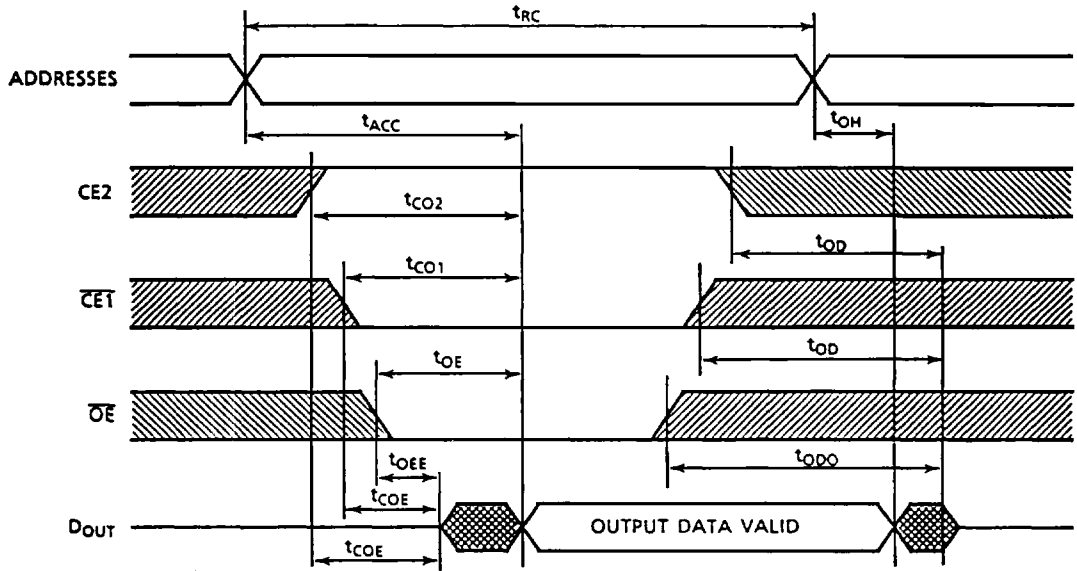 tRC
ADDRESSES
tACC
tOH
CE2
tCO2
tOD
CE1
tCO1
tOD
OE
tOE
tODO
tOEE
tCOE
DOUT
OUTPUT DATA VALID
tCOE